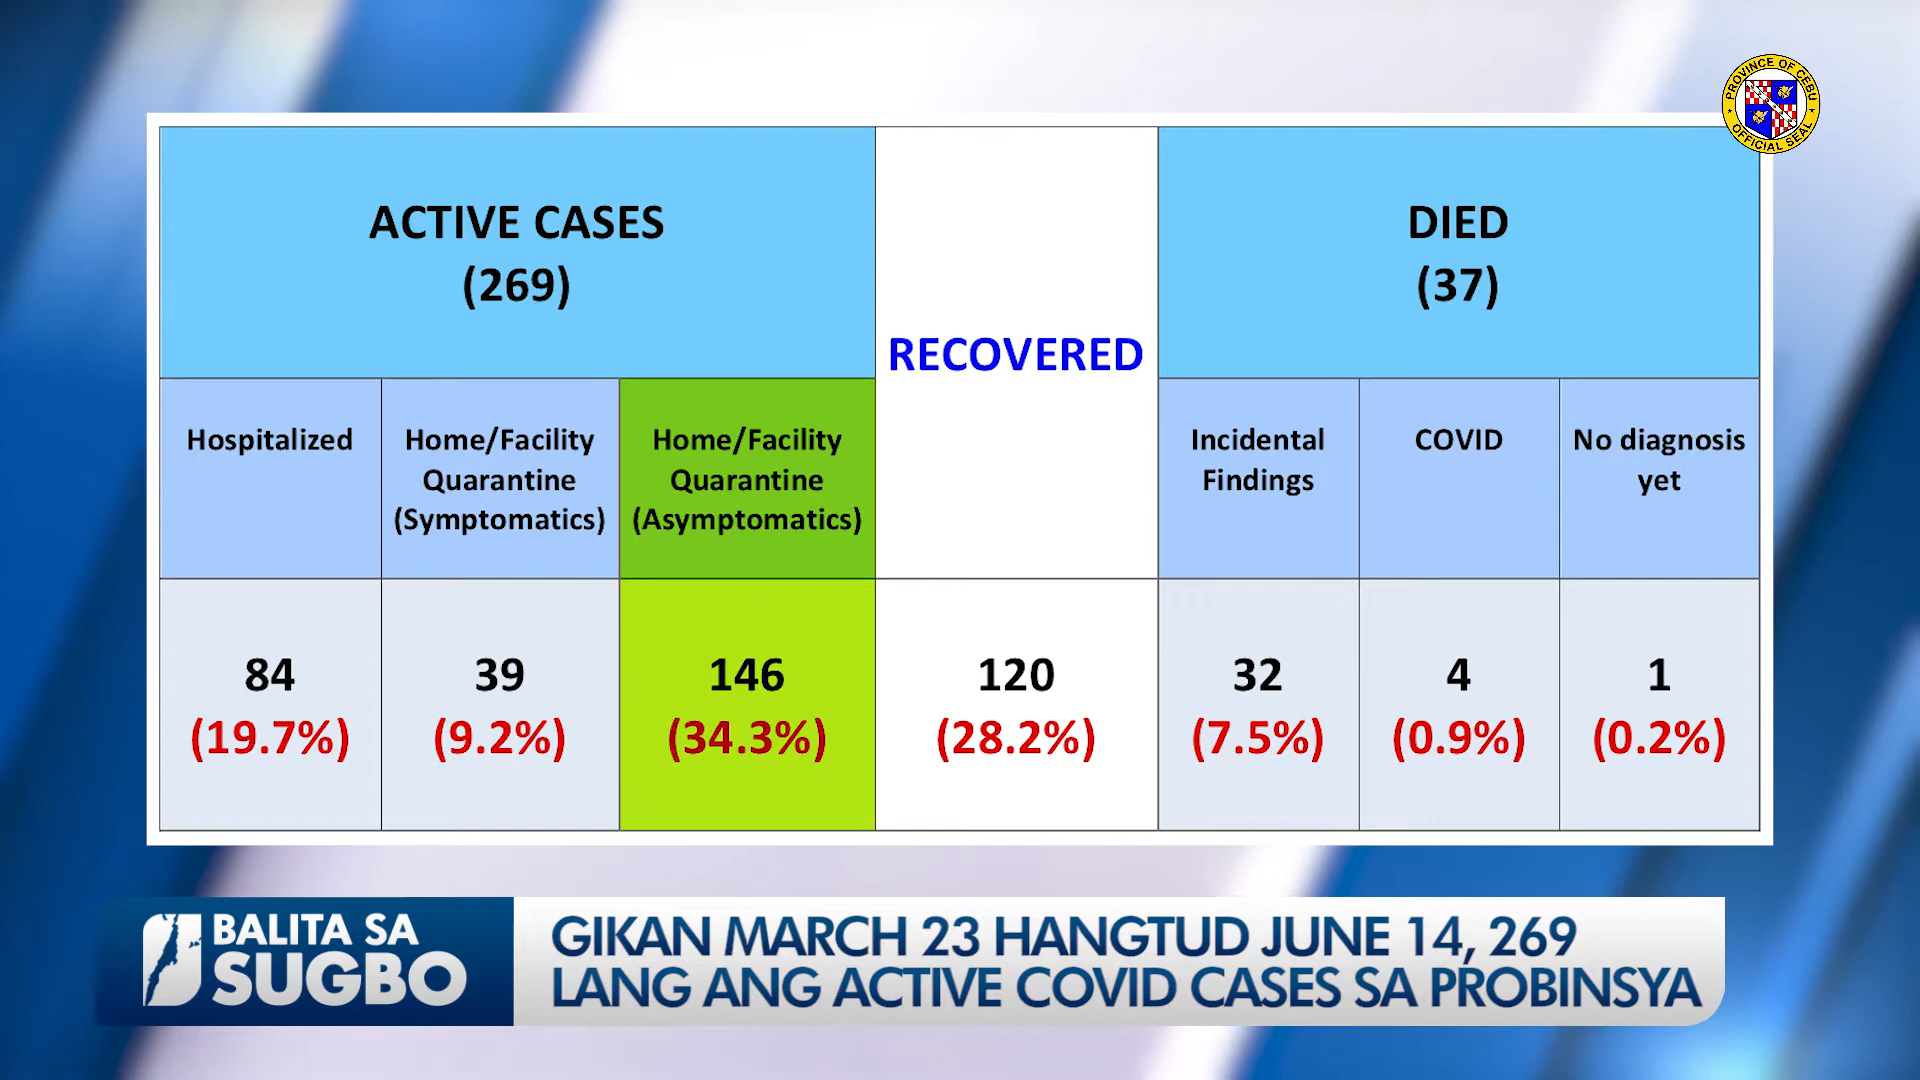 PROVINCE OF CEBU
OFFICIAL SEAL
ACTIVE CASES
(269)
RECOVERED
DIED
(37)
Hospitalized
Home/Facility
Quarantine
(Symptomatics)
Home/Facility
Quarantine
(Asymptomatics)
Incidental
Findings
COVID
No diagnosis
yet
84
(19.7%)
39
(9.2%)
146
(34.3%)
120
(28.2%)
32
(7.5%)
4
(0.9%)
1
(0.2%)
BALITA SA
SUGBO
GIKAN MARCH 23 HANGTUD JUNE 14, 269
LANG ANG ACTIVE COVID CASES SA PROBINSYA